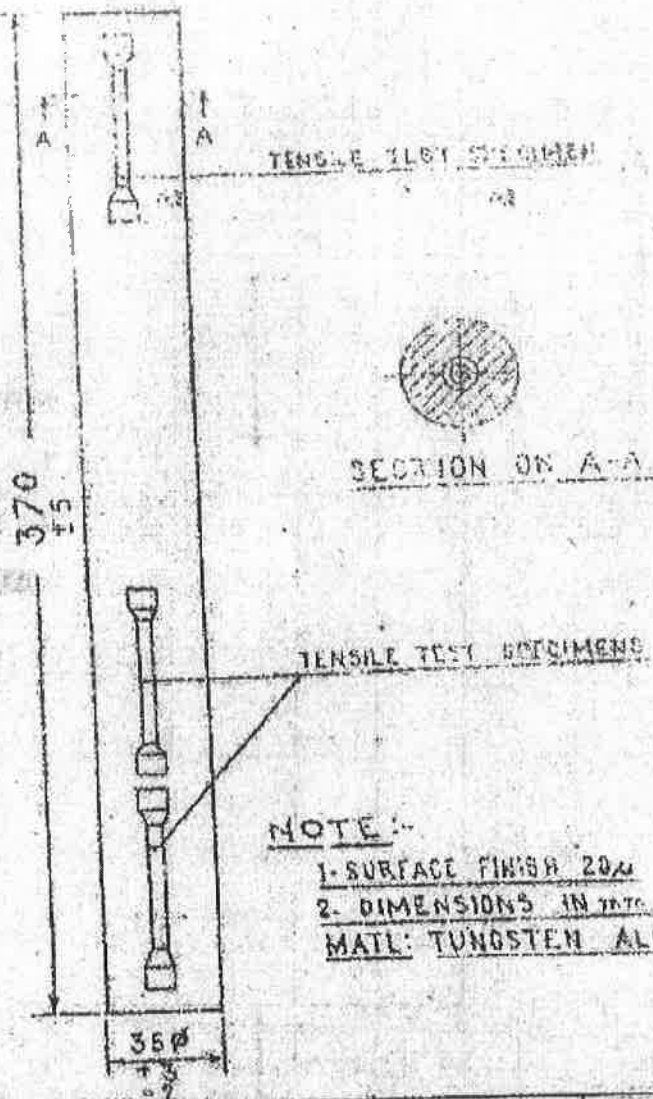 A A
TENSILE TEST SPECIMEN
SECTION ON A-A
370
±5
TENSILE TEST SPECIMENS
NOTE:-
1- SURFACE FINISH 20μ
2- DIMENSIONS IN mm
MATL: TUNGSTEN AL
35ø